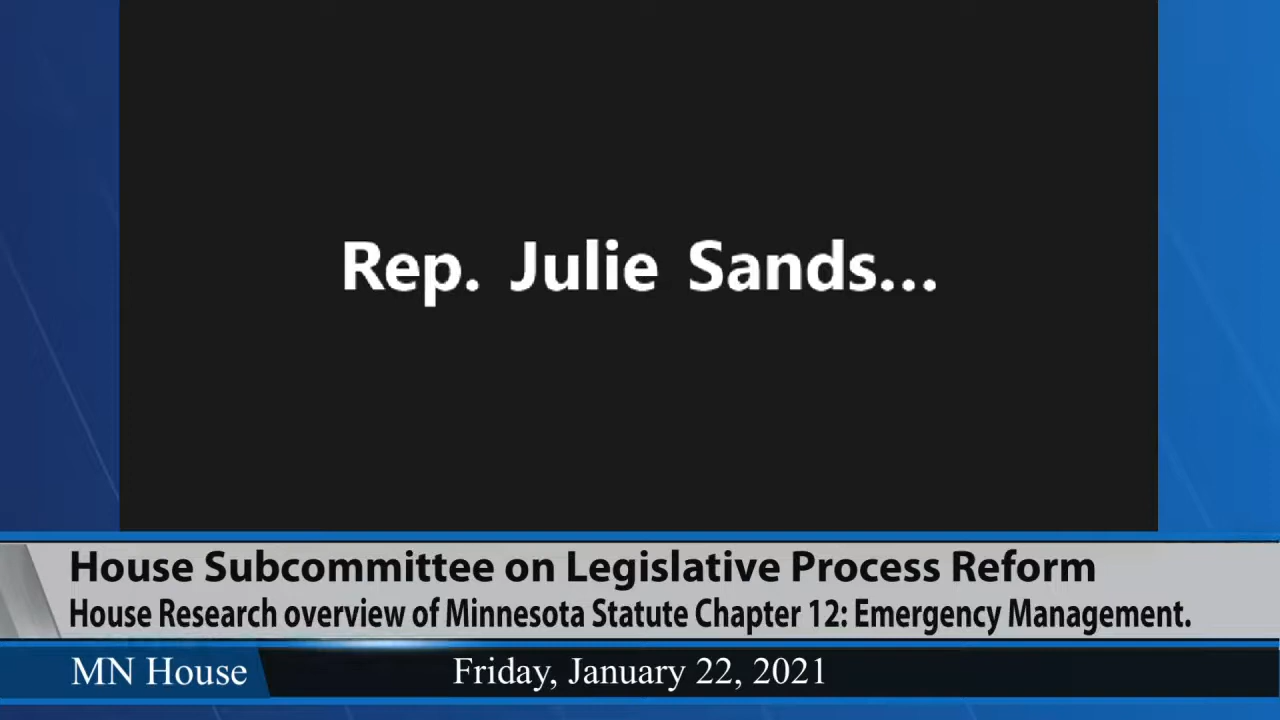 Rep. Julie Sands...
House Subcommittee on Legislative Process Reform
House Research overview of Minnesota Statute Chapter 12: Emergency Management.
MN House
Friday, January 22, 2021